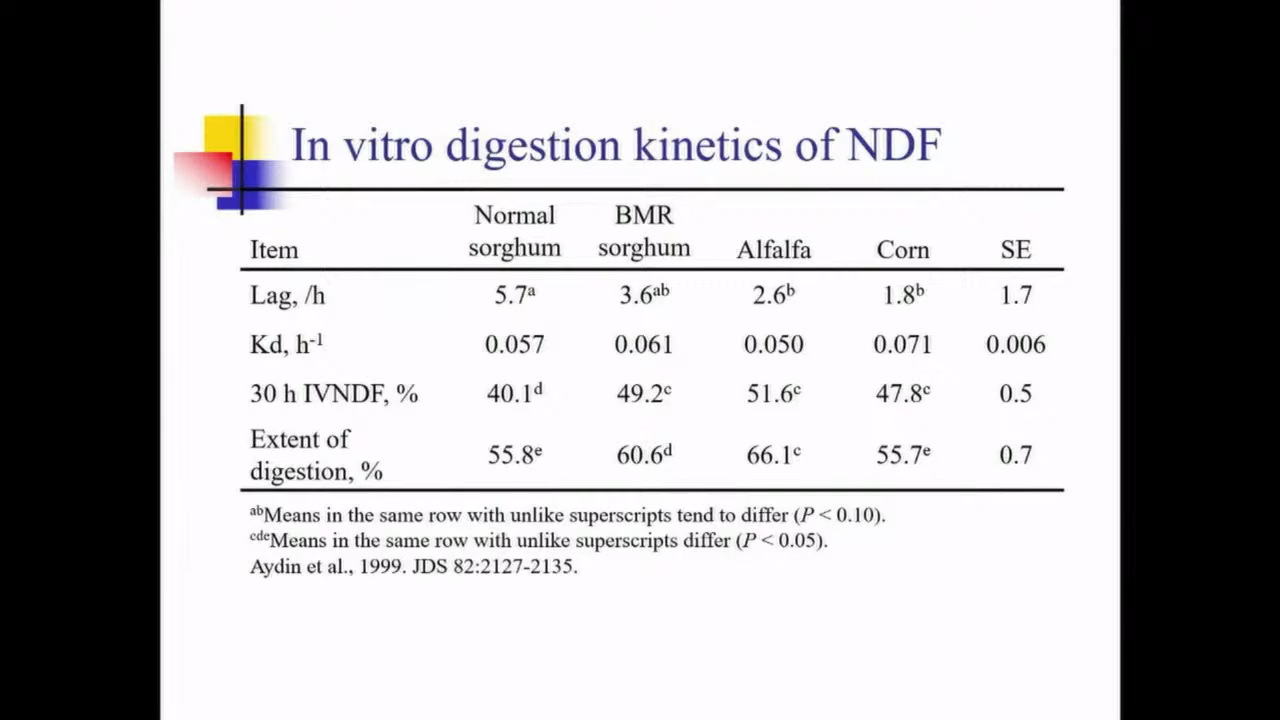 In vitro digestion kinetics of NDF
Normal BMR
Item sorghum sorghum Alfalfa Corn SE
Lag, /h 5.7ᵃ 3.6ᵃᵇ 2.6ᵇ 1.8ᵇ 1.7
Kd, h⁻¹ 0.057 0.061 0.050 0.071 0.006
30 h IVNDF, % 40.1ᵈ 49.2ᶜ 51.6ᶜ 47.8ᶜ 0.5
Extent of
digestion, % 55.8ᵉ 60.6ᵈ 66.1ᶜ 55.7ᵉ 0.7
ᵃᵇMeans in the same row with unlike superscripts tend to differ (P < 0.10).
ᶜᵈᵉMeans in the same row with unlike superscripts differ (P < 0.05).
Aydin et al., 1999. JDS 82:2127-2135.